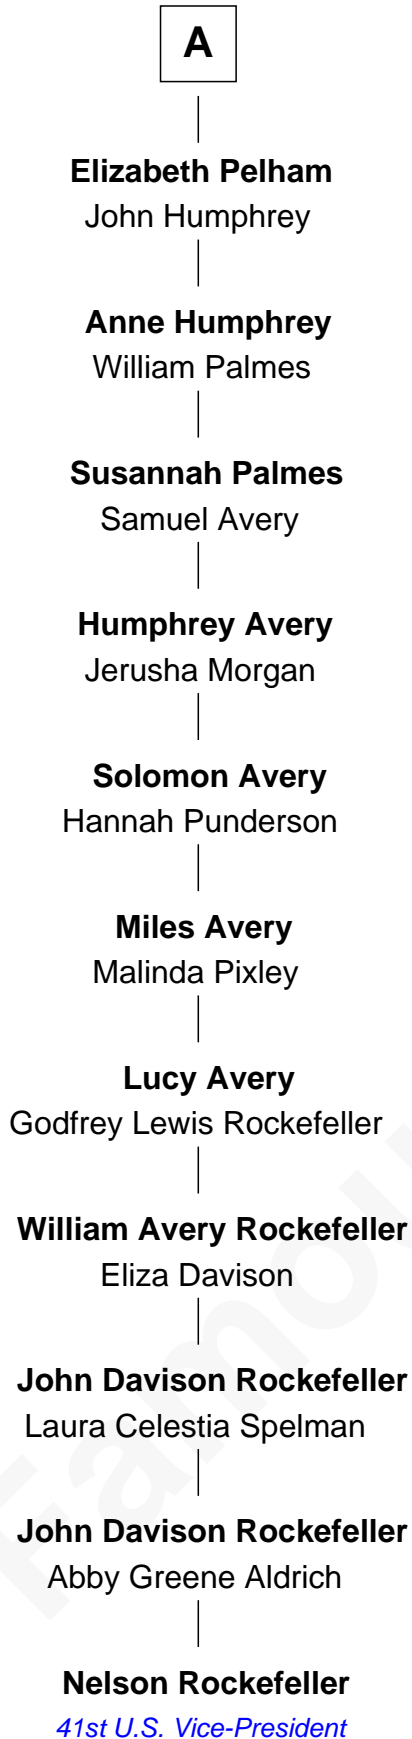 A
Elizabeth Pelham
John Humphrey
Anne Humphrey
William Palmes
Susannah Palmes
Samuel Avery
Humphrey Avery
Jerusha Morgan
Solomon Avery
Hannah Punderson
Miles Avery
Malinda Pixley
Lucy Avery
Godfrey Lewis Rockefeller
William Avery Rockefeller
Eliza Davison
John Davison Rockefeller
Laura Celestia Spelman
John Davison Rockefeller
Abby Greene Aldrich
Nelson Rockefeller
41st U.S. Vice-President